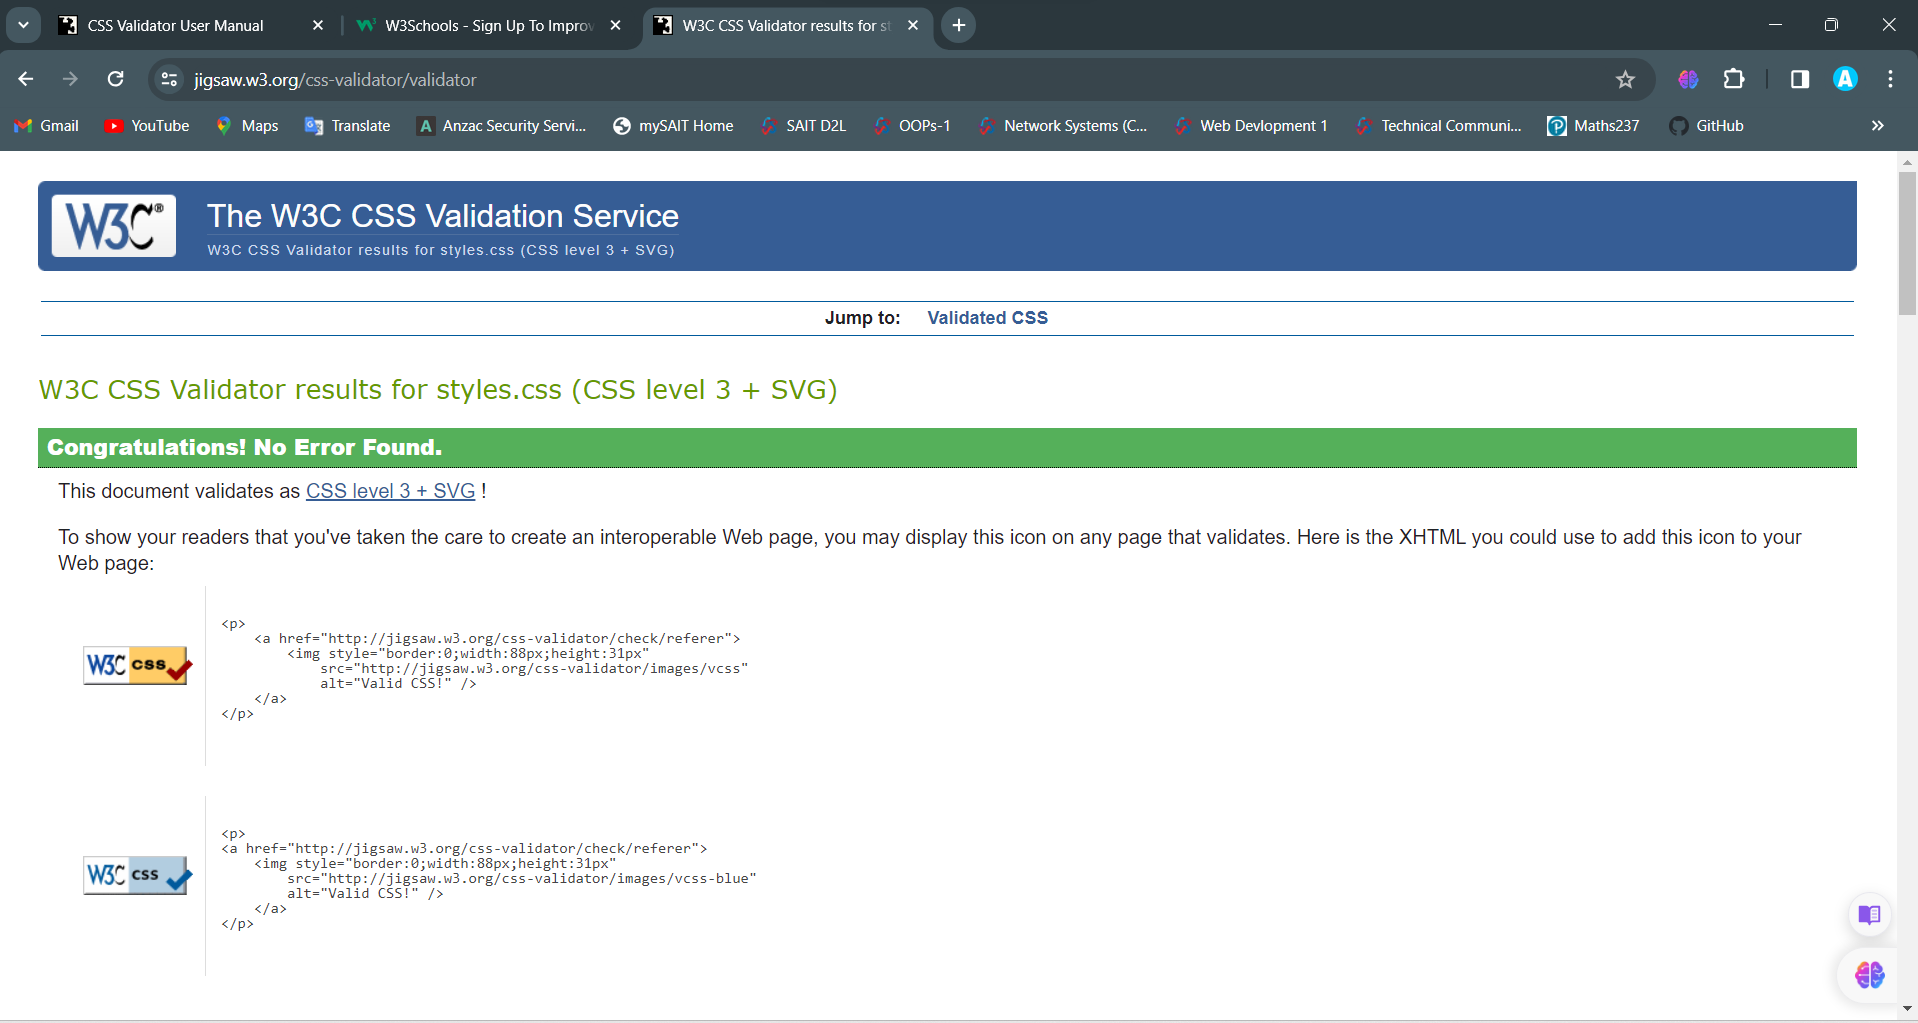 CSS Validator User Manual
W3Schools - Sign Up To Improv
W3C CSS Validator results for st
jigsaw.w3.org/css-validator/validator
A
Gmail
YouTube
Maps
Translate
A Anzac Security Servi...
mySAIT Home
SAIT D2L
OOPs-1
Network Systems (C...
Web Devlopment 1
Technical Communi...
Maths237
GitHub
W3C®
The W3C CSS Validation Service
W3C CSS Validator results for styles.css (CSS level 3 + SVG)
Jump to: Validated CSS
W3C CSS Validator results for styles.css (CSS level 3 + SVG)
Congratulations! No Error Found.
This document validates as CSS level 3 + SVG !
To show your readers that you've taken the care to create an interoperable Web page, you may display this icon on any page that validates. Here is the XHTML you could use to add this icon to your
Web page:
W3C css
<p>
<a href="http://jigsaw.w3.org/css-validator/check/referer">
<img style="border:0;width:88px;height:31px"
src="http://jigsaw.w3.org/css-validator/images/vcss"
alt="Valid CSS!" />
</a>
</p>
W3C css
<p>
<a href="http://jigsaw.w3.org/css-validator/check/referer">
<img style="border:0;width:88px;height:31px"
src="http://jigsaw.w3.org/css-validator/images/vcss-blue"
alt="Valid CSS!" />
</a>
</p>